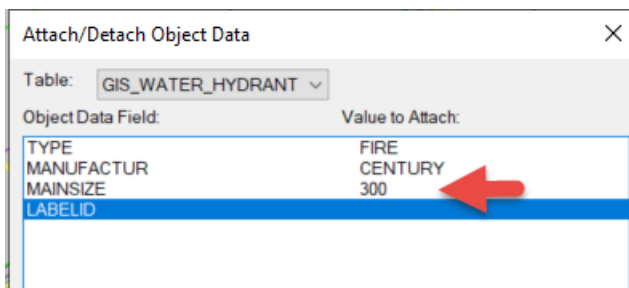 Attach/Detach Object Data
Table: GIS_WATER_HYDRANT
Object Data Field: Value to Attach:
TYPE FIRE
MANUFACTUR CENTURY
MAINSIZE 300
LABELID